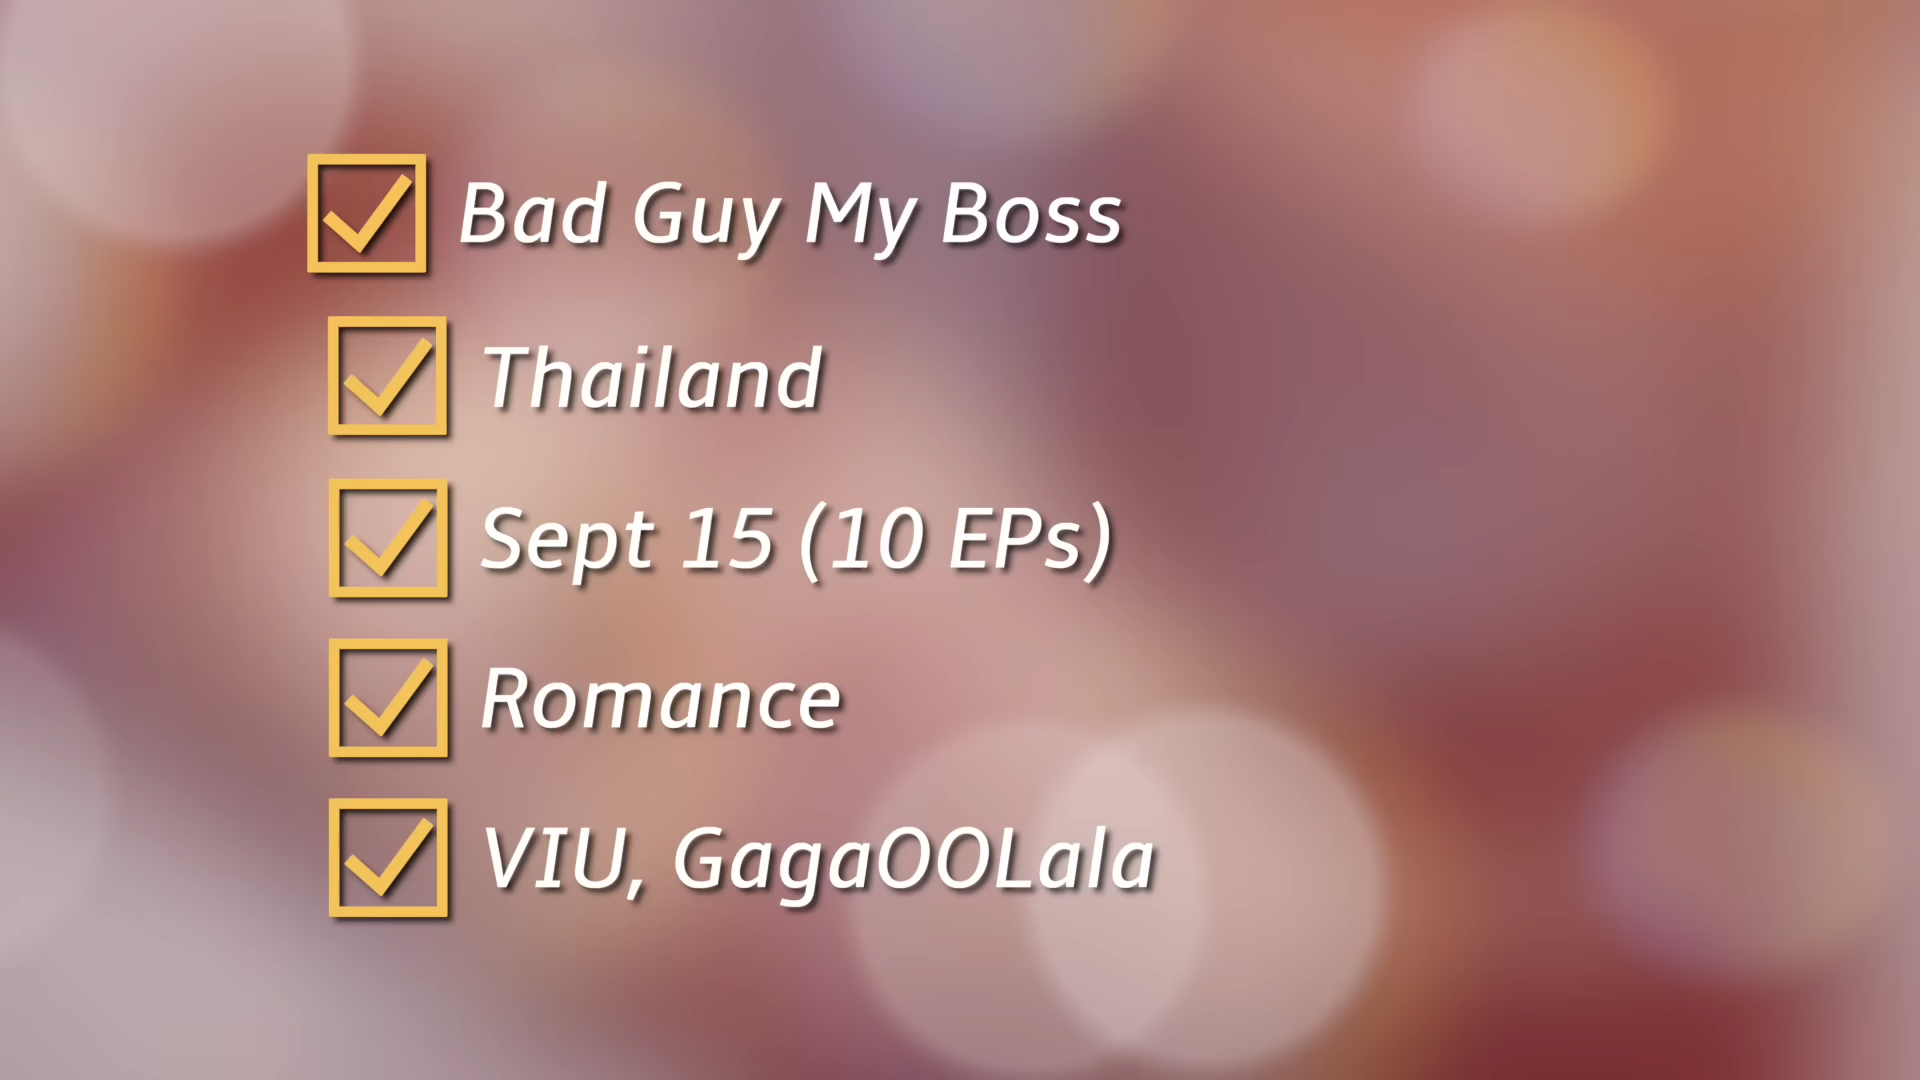 Bad Guy My Boss
Thailand
Sept 15 (10 EPs)
Romance
VIU, GagaOOLala